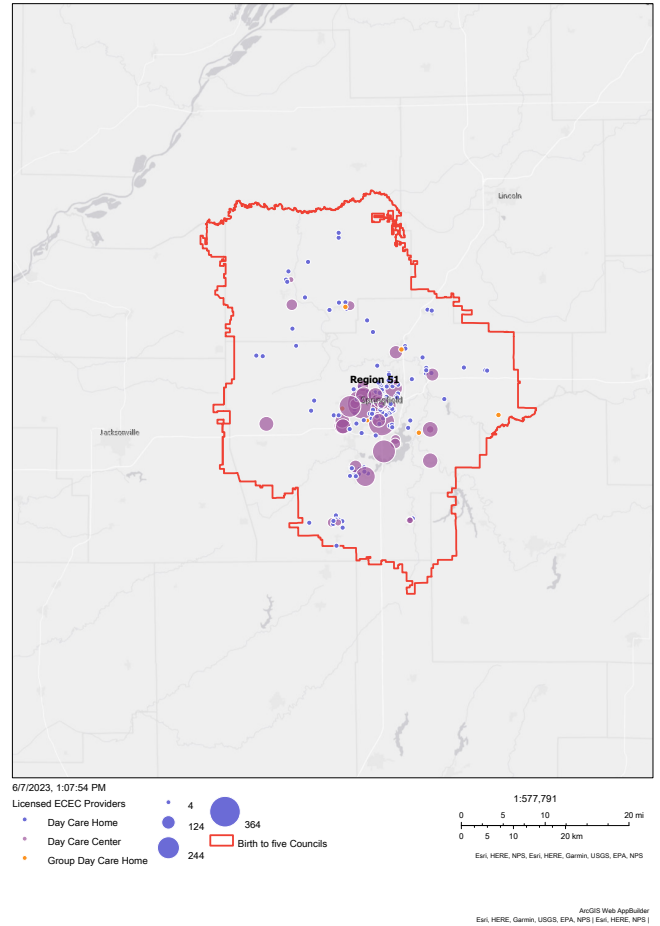 Lincoln
Region 51
Springfield
Jacksonville
6/7/2023, 1:07:54 PM
Licensed ECEC Providers
Day Care Home
Day Care Center
Group Day Care Home
4
124
244
364
Birth to five Councils
1:577,791
0 5 10 20 mi
0 5 10 20 km
Esri, HERE, NPS, Esri, HERE, Garmin, USGS, EPA, NPS
ArcGIS Web AppBuilder
Esri, HERE, Garmin, USGS, EPA, NPS | Esri, HERE, NPS |